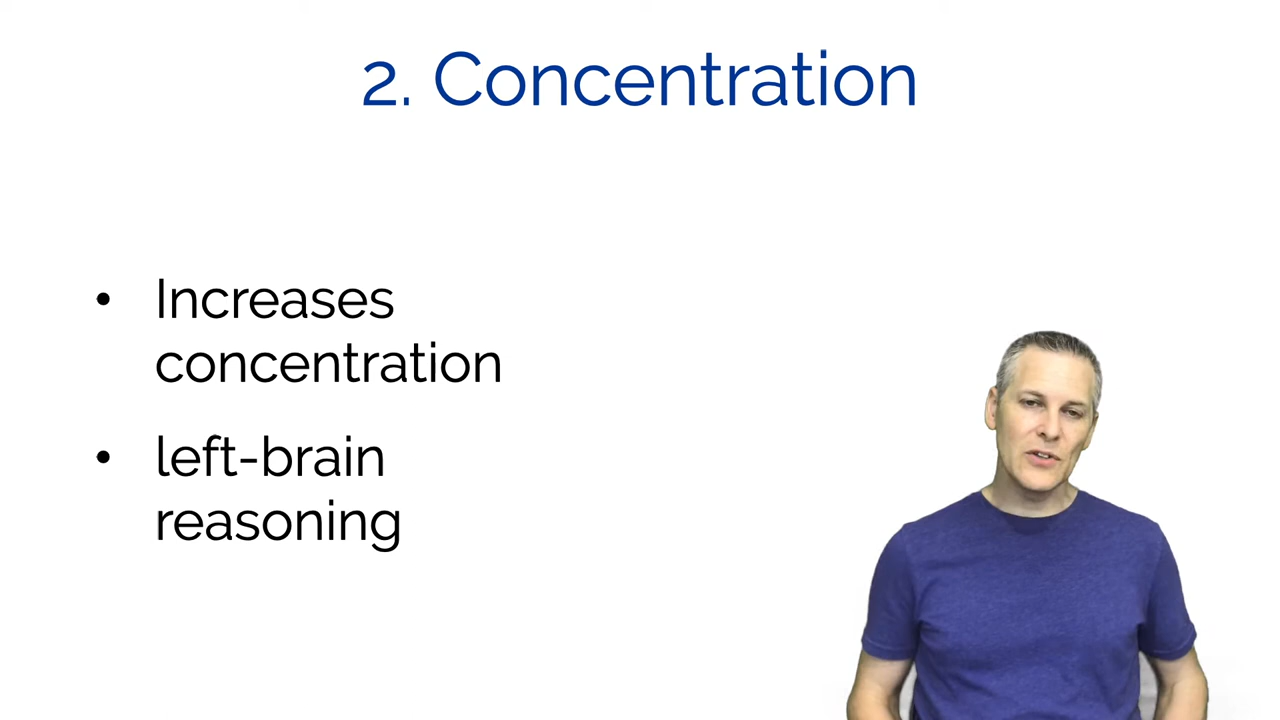 2. Concentration
• Increases
concentration
• left-brain
reasoning